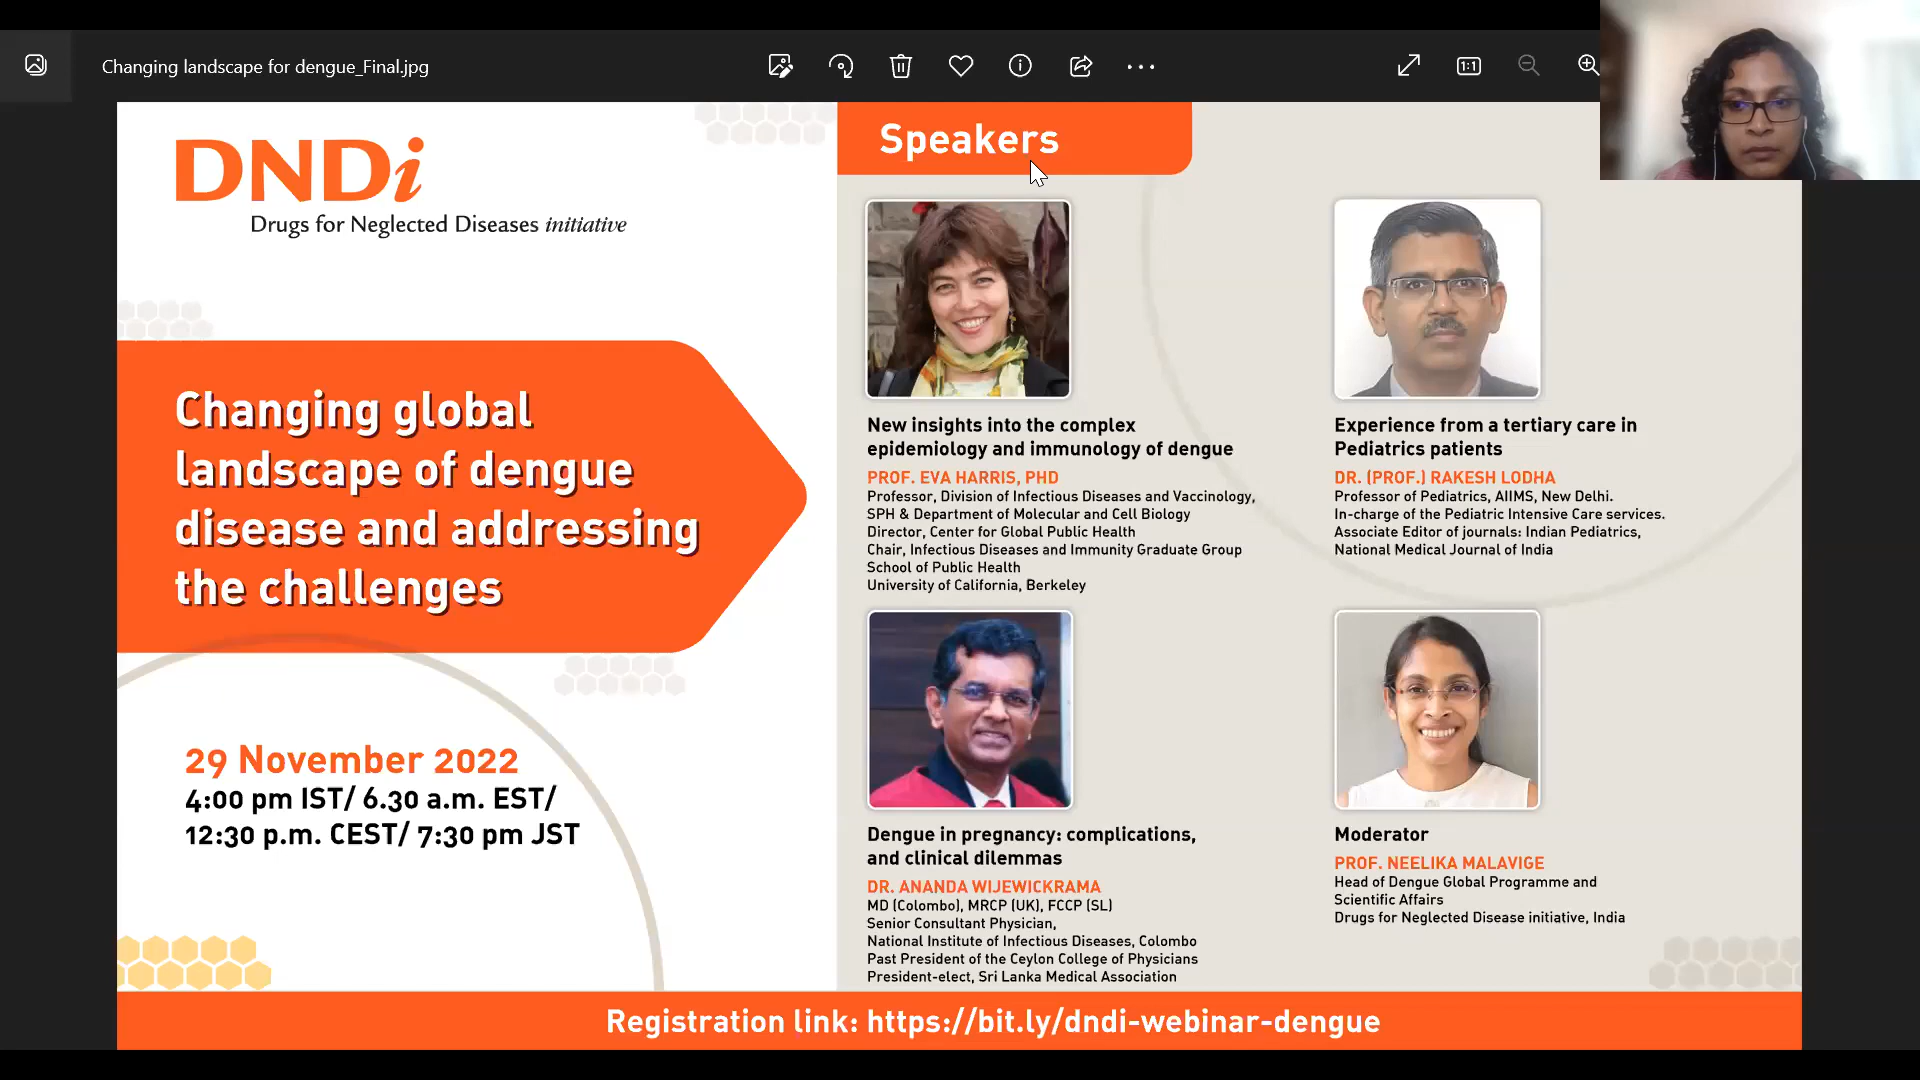 Changing landscape for dengue_Final.jpg
1:1
DNDi
Drugs for Neglected Diseases initiative
Changing global
landscape of dengue
disease and addressing
the challenges
29 November 2022
4:00 pm IST/ 6.30 a.m. EST/
12:30 p.m. CEST/ 7:30 pm JST
Speakers
New insights into the complex
epidemiology and immunology of dengue
PROF. EVA HARRIS, PHD
Professor, Division of Infectious Diseases and Vaccinology,
SPH & Department of Molecular and Cell Biology
Director, Center for Global Public Health
Chair, Infectious Diseases and Immunity Graduate Group
School of Public Health
University of California, Berkeley
Experience from a tertiary care in
Pediatrics patients
DR. (PROF.) RAKESH LODHA
Professor of Pediatrics, AIIMS, New Delhi.
In-charge of the Pediatric Intensive Care services.
Associate Editor of journals: Indian Pediatrics,
National Medical Journal of India
Dengue in pregnancy: complications,
and clinical dilemmas
DR. ANANDA WIJEWICKRAMA
MD (Colombo), MRCP (UK), FCCP (SL)
Senior Consultant Physician,
National Institute of Infectious Diseases, Colombo
Past President of the Ceylon College of Physicians
President-elect, Sri Lanka Medical Association
Moderator
PROF. NEELIKA MALAVIGE
Head of Dengue Global Programme and
Scientific Affairs
Drugs for Neglected Disease initiative, India
Registration link: https://bit.ly/dndi-webinar-dengue